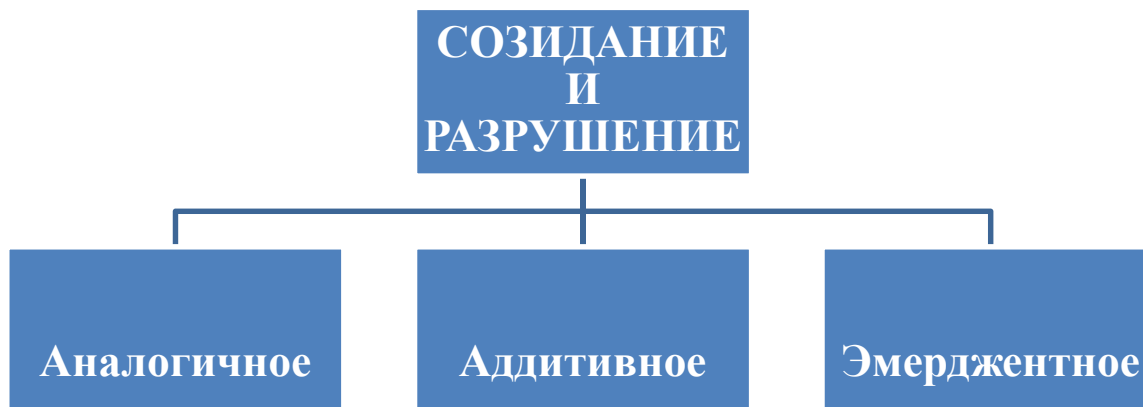 СОЗИДАНИЕ
И
РАЗРУШЕНИЕ
Аналогичное
Аддитивное
Эмерджентное